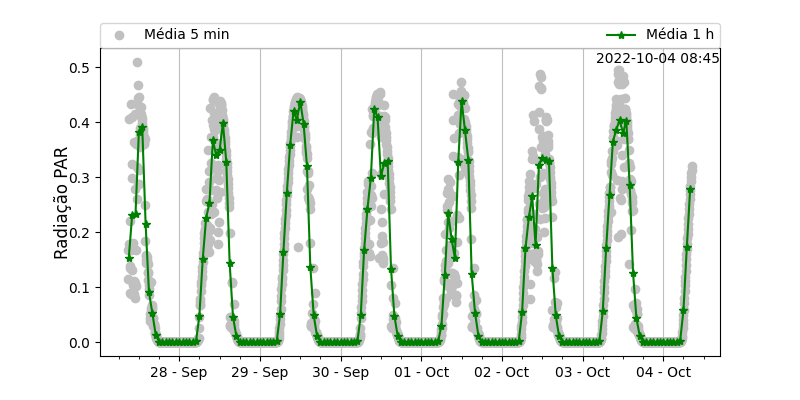 Média 5 min
Média 1 h
2022-10-04 08:45
Radiação PAR
0.5
0.4
0.3
0.2
0.1
0.0
28 - Sep
29 - Sep
30 - Sep
01 - Oct
02 - Oct
03 - Oct
04 - Oct